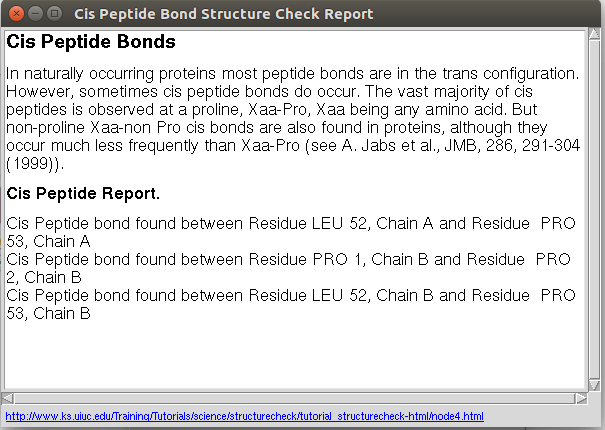 Cis Peptide Bond Structure Check Report
Cis Peptide Bonds
In naturally occurring proteins most peptide bonds are in the trans configuration.
However, sometimes cis peptide bonds do occur. The vast majority of cis
peptides is observed at a proline, Xaa-Pro, Xaa being any amino acid. But
non-proline Xaa-non Pro cis bonds are also found in proteins, although they
occur much less frequently than Xaa-Pro (see A. Jabs et al., JMB, 286, 291-304
(1999)).
Cis Peptide Report.
Cis Peptide bond found between Residue LEU 52, Chain A and Residue  PRO
53, Chain A
Cis Peptide bond found between Residue PRO 1, Chain B and Residue  PRO
2, Chain B
Cis Peptide bond found between Residue LEU 52, Chain B and Residue  PRO
53, Chain B
http://www.ks.uiuc.edu/Training/Tutorials/science/structurecheck/tutorial_structurecheck-html/node4.html